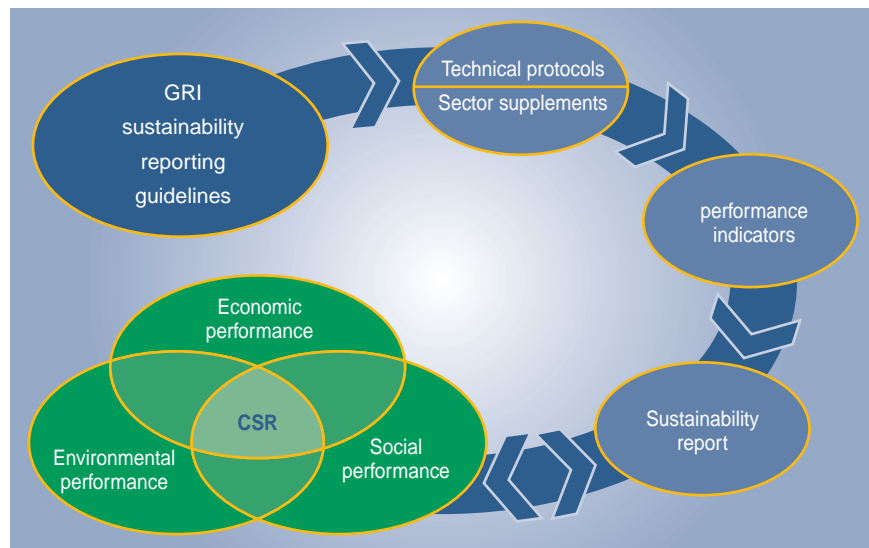 GRI
sustainability
reporting
guidelines
Technical protocols
Sector supplements
performance
indicators
Sustainability
report
Economic
performance
CSR
Environmental
performance
Social
performance